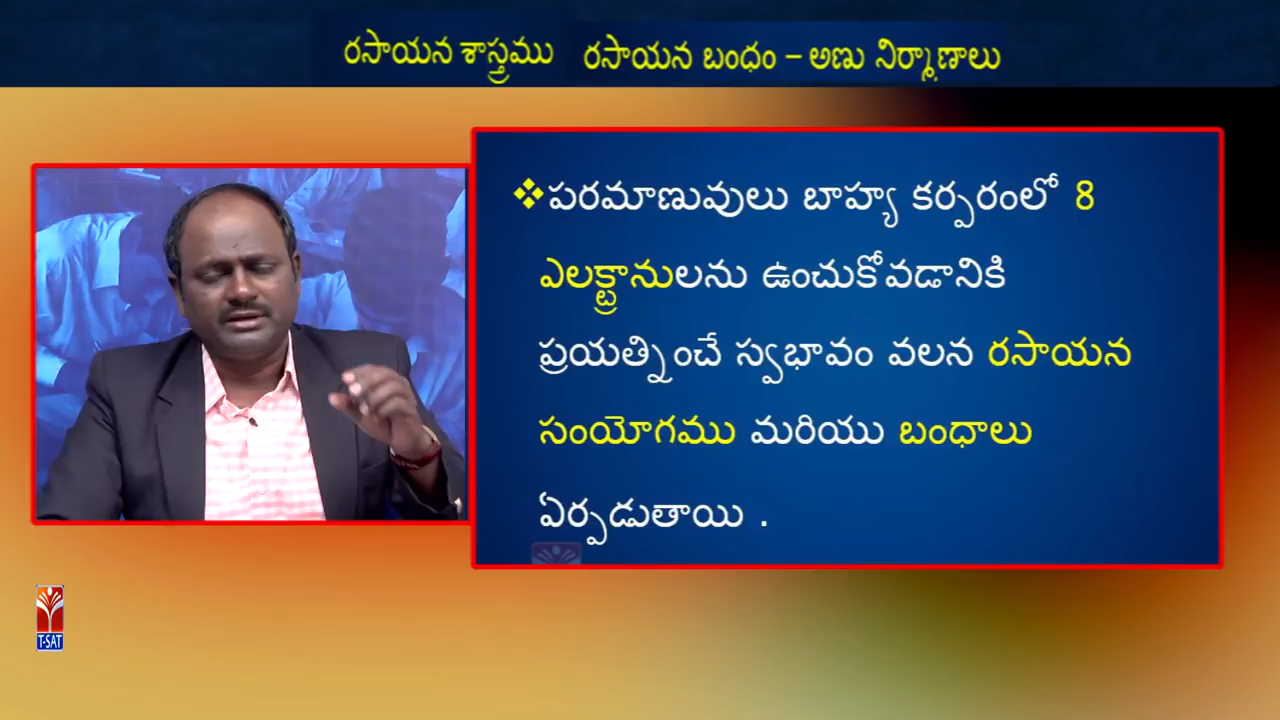 రసాయన శాస్త్రము రసాయన బంధం – అణు నిర్మాణాలు
❖పరమాణువులు బాహ్య కర్పరంలో 8
ఎలక్ట్రానులను ఉంచుకోవడానికి
ప్రయత్నించే స్వభావం వలన రసాయన
సంయోగము మరియు బంధాలు
ఏర్పడుతాయి .
T-SAT